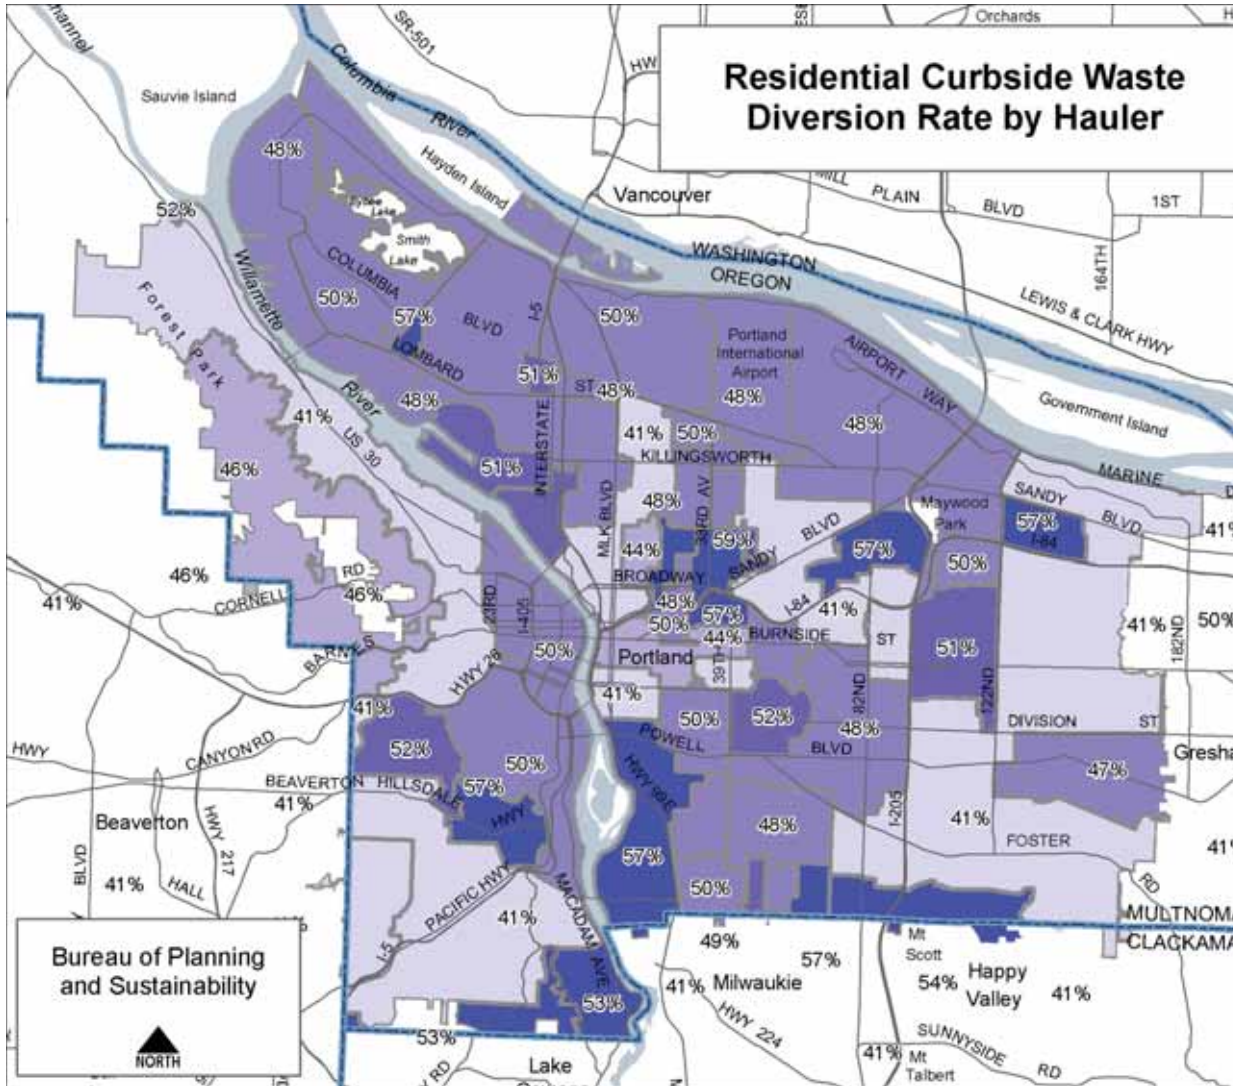 Residential Curbside Waste
Diversion Rate by Hauler
SR-501
Orchards
Columbia
River
Sauvie Island
48%
Hayden Island
Vancouver
MILL PLAIN BLVD
1ST
52%
Smith
Lake
Willamette
River
WASHINGTON
OREGON
164TH
LEWIS & CLARK HWY
Forest Park
COLUMBIA
BLVD
50%
57%
I-5
50%
Portland
International
Airport
AIRPORT
WAY
LOMBARD
ST
51%
48%
48%
48%
48%
Government Island
41%
US 30
INTERSTATE
41%
50%
KILLINGSWORTH
MARINE
46%
51%
MLK BLVD
48%
33RD AV
Maywood
Park
SANDY
BLVD
57%
I-84
41%
44%
59%
SANDY
BLVD
57%
50%
46%
CORNELL
RD
46%
BROADWAY
41%
23RD
I-405
48%
57%
I-84
41%
50%
44%
BURNSIDE
ST
41%
182ND
50%
BARNES
HWY 26
50%
Portland
39TH
51%
41%
41%
50%
52%
82ND
48%
122ND
DIVISION
ST
HWY
CANYON RD
52%
50%
POWELL
BLVD
Gresha
47%
BEAVERTON
HILLSDALE
HWY
57%
HWY 99E
41%
Beaverton
HWY 217
BLVD
I-205
48%
41%
FOSTER
RD
41%
57%
41%
HALL
PACIFIC HWY
MACADAM
AVE
41%
50%
I-5
MULTNOMA
CLACKAMA
Bureau of Planning
and Sustainability
NORTH
49%
57%
Mt
Scott
54%
Happy
Valley
41%
41%
Milwaukie
HWY 224
53%
53%
Lake
41%
Mt
Talbert
SUNNYSIDE
RD